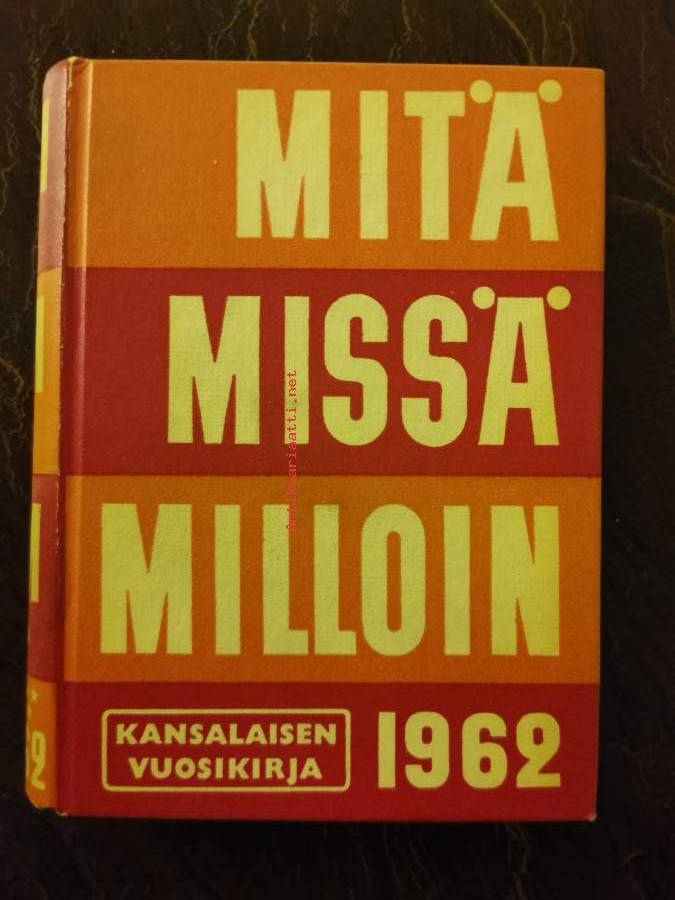 MITÄ
MISSÄ
MILLOIN
KANSALAISEN
VUOSIKIRJA
1962